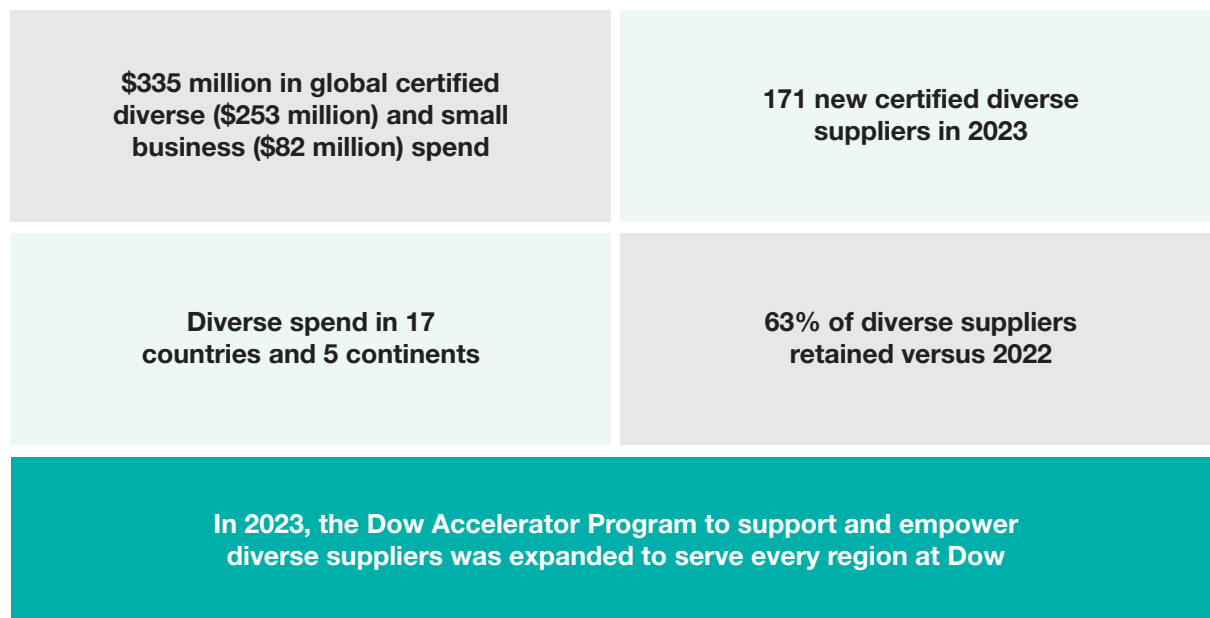 $335 million in global certified
diverse ($253 million) and small
business ($82 million) spend
171 new certified diverse
suppliers in 2023
Diverse spend in 17
countries and 5 continents
63% of diverse suppliers
retained versus 2022
In 2023, the Dow Accelerator Program to support and empower
diverse suppliers was expanded to serve every region at Dow